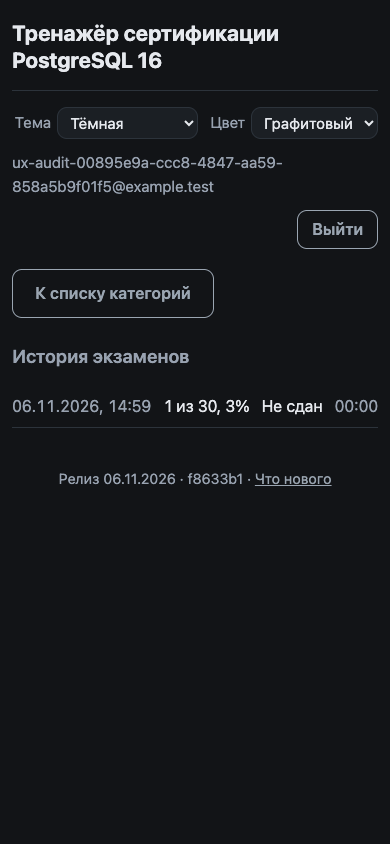 Тренажёр сертификации
PostgreSQL 16
Тема Тёмная Цвет Графитовый
ux-audit-00895e9a-ccc8-4847-aa59-
858a5b9f01f5@example.test
Выйти
К списку категорий
История экзаменов
06.11.2026, 14:59 1 из 30, 3% Не сдан 00:00
Релиз 06.11.2026 · f8633b1 · Что нового